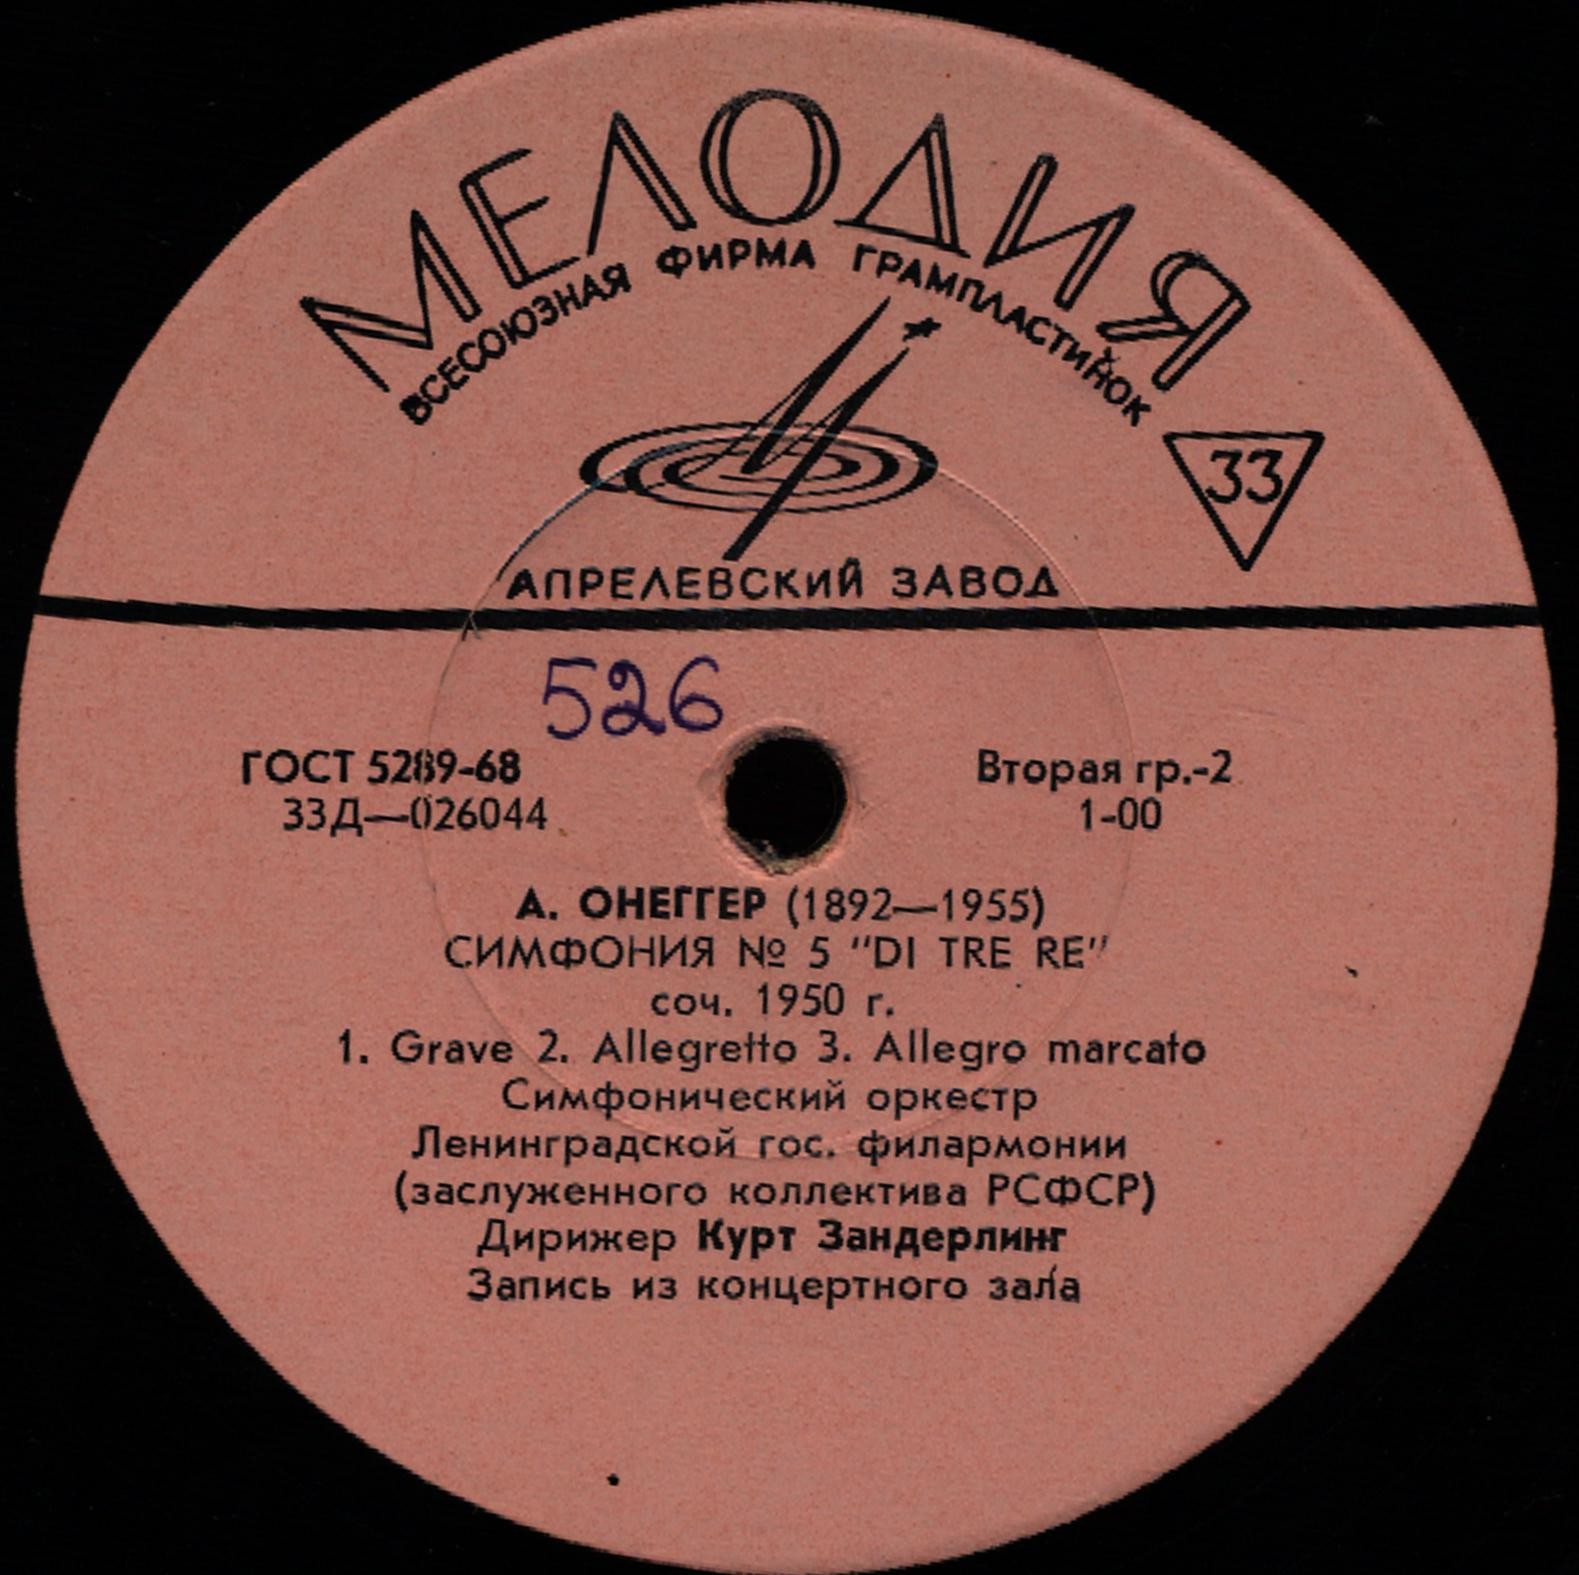 МЕЛОДИЯ
ВСЕСОЮЗНАЯ ФИРМА ГРАМПЛАСТИНОК
33
АПРЕЛЕВСКИЙ ЗАВОД
526
ГОСТ 5289-68
Вторая гр.-2
33Д—026044
1-00
А. ОНЕГГЕР (1892—1955)
СИМФОНИЯ № 5 "DI TRE RE"
соч. 1950 г.
1. Grave 2. Allegretto 3. Allegro marcato
Симфонический оркестр
Ленинградской гос. филармонии
(заслуженного коллектива РСФСР)
Дирижер Курт Зандерлинг
Запись из концертного зала